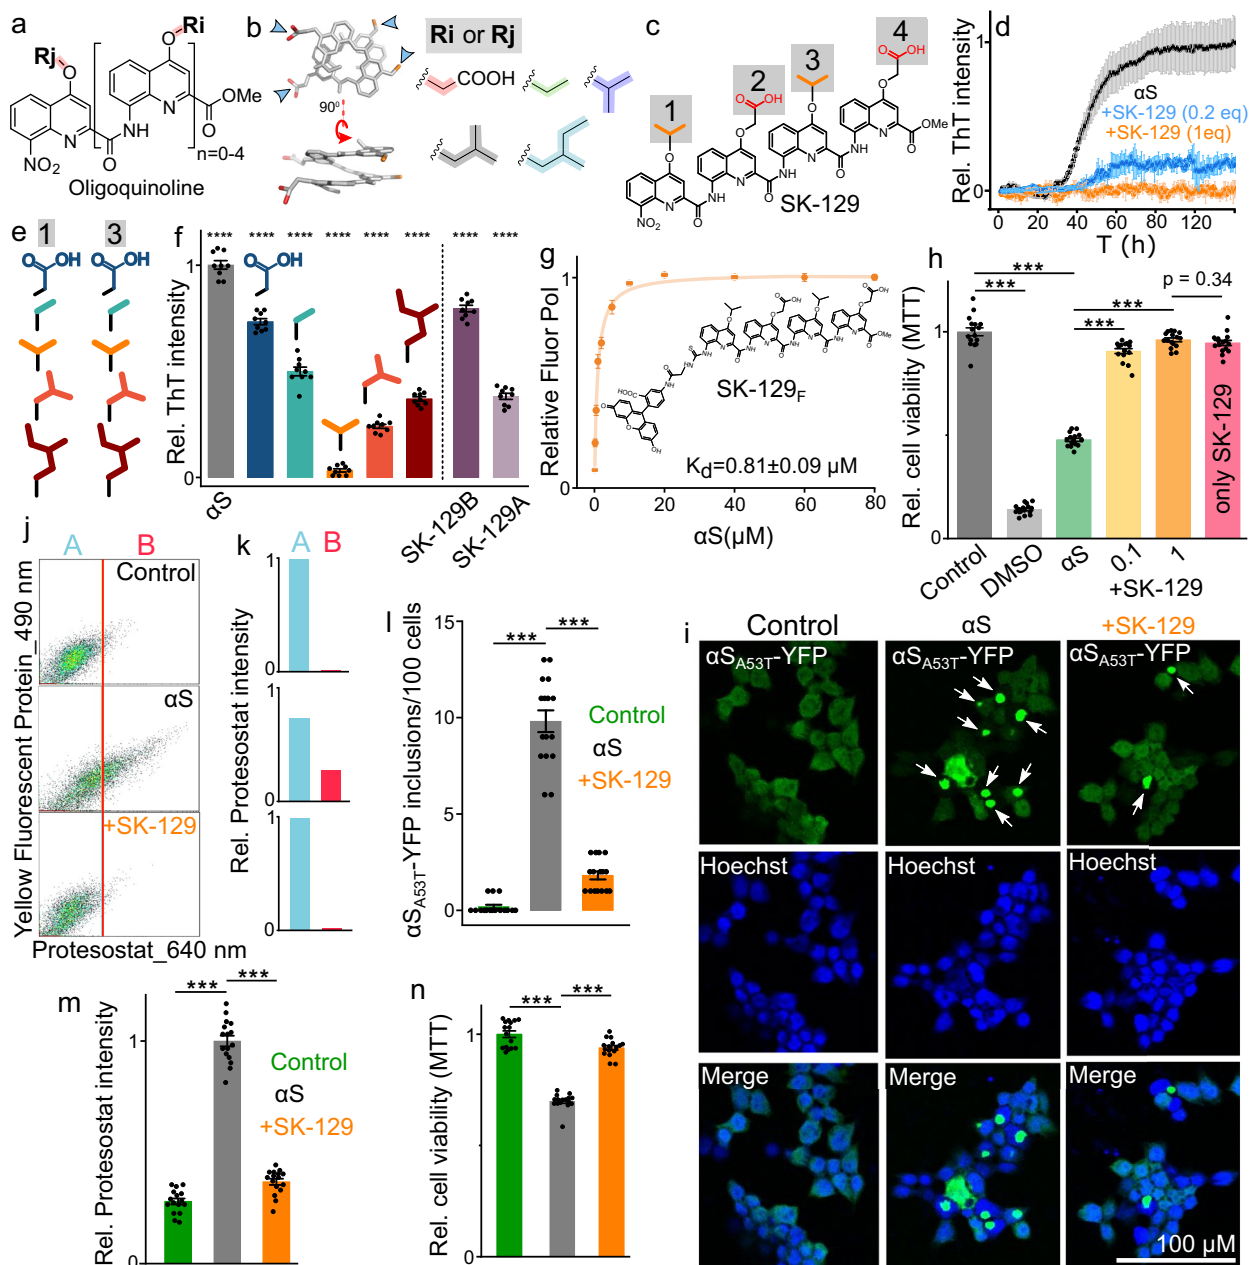 a
Ri
Rj
O
O
N
OMe
O
N
NH
NO2
O
n=0-4
Oligoquinoline
b
90⁰
Ri or Rj
COOH
c
1
2
3
4
O
OH
O
OH
OMe
NO2
NH
N
SK-129
d
Rel. ThT intensity
1
0
αS
+SK-129 (0.2 eq)
+SK-129 (1eq)
0 20 40 60 80 120
T (h)
e
1 3
O OH O OH
f
Rel. ThT intensity
**** **** **** **** **** **** **** ****
1
0
O OH
αS
SK-129B
SK-129A
g
Relative Fluor Pol
1
0
SK-129F
Kd=0.81±0.09 µM
0 20 40 60 80
αS(µM)
h
Rel. cell viability (MTT)
***
***
***
***
p = 0.34
1
0
only SK-129
Control
DMSO
αS
0.1
1
+SK-129
j
A B
Yellow Fluorescent Protein_490 nm
Control
αS
+SK-129
Protesostat_640 nm
k
A B
Rel. Protesostat intensity
1
0
1
0
1
0
l
αSA53T-YFP inclusions/100 cells
15
10
5
0
*** ***
Control
αS
+SK-129
i
Control αS +SK-129
αSA53T-YFP αSA53T-YFP αSA53T-YFP
Hoechst Hoechst Hoechst
Merge Merge Merge
100 µM
m
Rel. Protesostat intensity
*** ***
1
0
Control
αS
+SK-129
n
Rel. cell viability (MTT)
*** ***
1
0